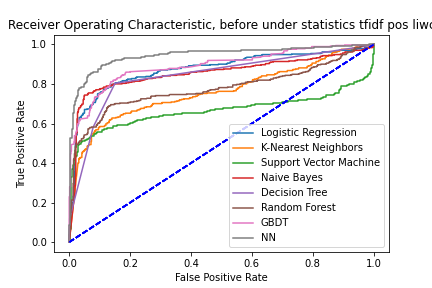 Receiver Operating Characteristic, before under statistics tfidf pos
True Positive Rate
1.0
0.8
0.6
0.4
0.2
0.0
Logistic Regression
K-Nearest Neighbors
Support Vector Machine
Naive Bayes
Decision Tree
Random Forest
GBDT
NN
0.0 0.2 0.4 0.6 0.8 1.0
False Positive Rate